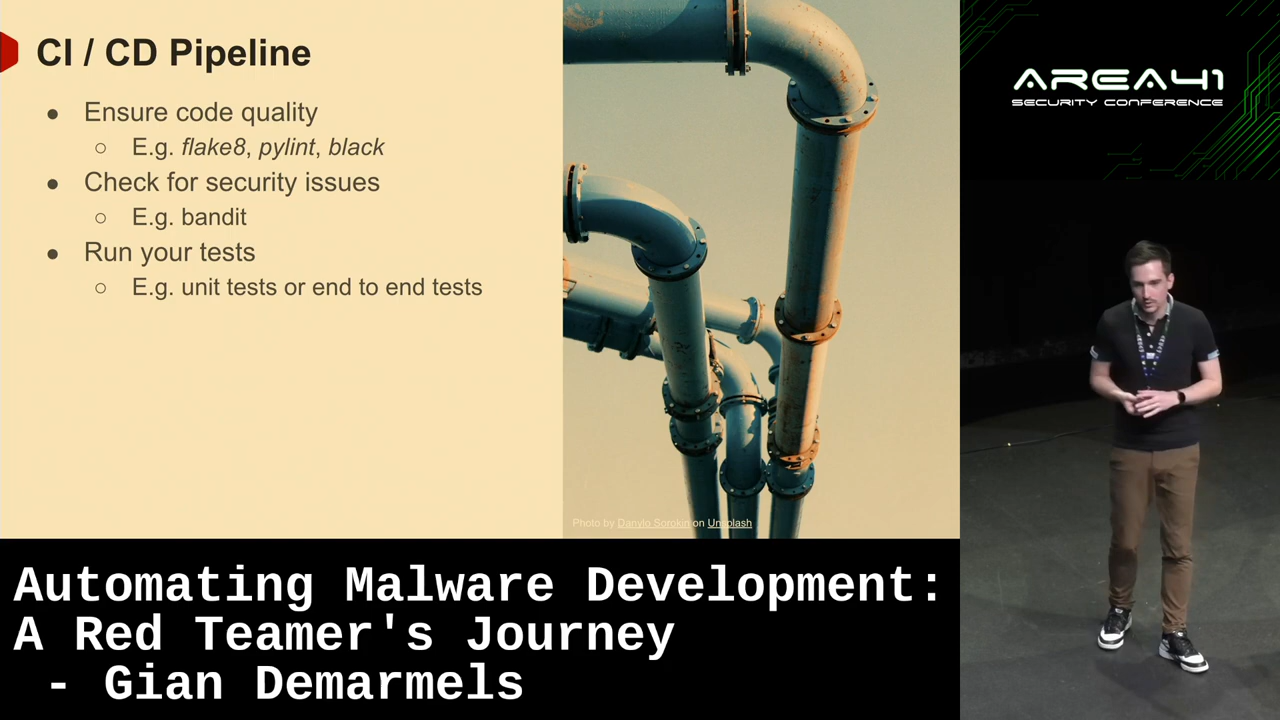 CI / CD Pipeline
● Ensure code quality
○ E.g. flake8, pylint, black
● Check for security issues
○ E.g. bandit
● Run your tests
○ E.g. unit tests or end to end tests
Photo by Danylo Sorokin on Unsplash
AREA41
SECURITY CONFERENCE
Automating Malware Development:
A Red Teamer's Journey
- Gian Demarmels